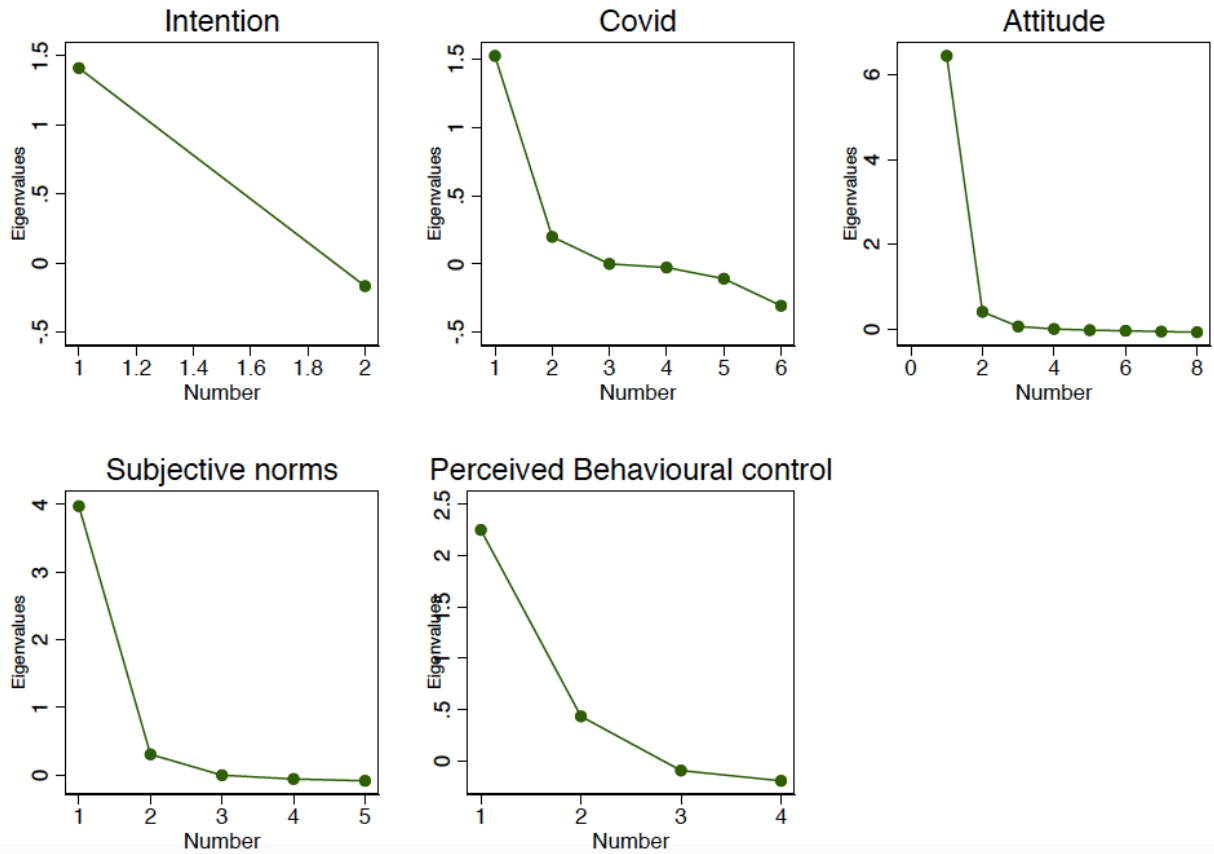 Intention
Eigenvalues
1.5
1
.5
0
-.5
1 1.2 1.4 1.6 1.8 2
Number
Covid
Eigenvalues
1.5
1
.5
0
-.5
1 2 3 4 5 6
Number
Attitude
Eigenvalues
6
4
2
0
0 2 4 6 8
Number
Subjective norms
Eigenvalues
4
3
2
1
0
1 2 3 4 5
Number
Perceived Behavioural control
Eigenvalues
2.5
2
1.5
1
.5
0
1 2 3 4
Number